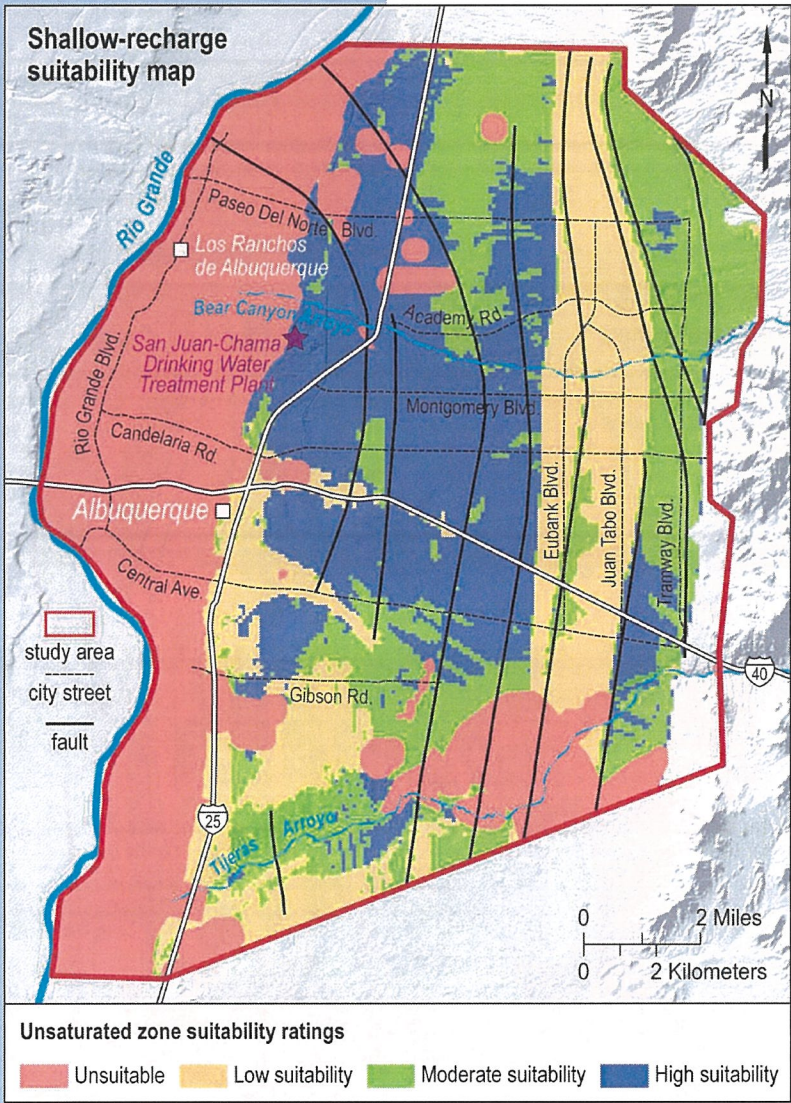 Shallow-recharge
suitability map
N
Rio Grande
Paseo Del Norte Blvd.
Los Ranchos
de Albuquerque
Bear Canyon Arroyo
Academy Rd.
San Juan-Chama
Drinking Water
Treatment Plant
Rio Grande Blvd.
Montgomery Blvd.
Candelaria Rd.
Albuquerque
Eubank Blvd.
Juan Tabo Blvd.
Tramway Blvd.
Central Ave.
study area
city street
fault
Gibson Rd.
40
25
Tijeras Arroyo
0 2 Miles
0 2 Kilometers
Unsaturated zone suitability ratings
Unsuitable Low suitability Moderate suitability High suitability